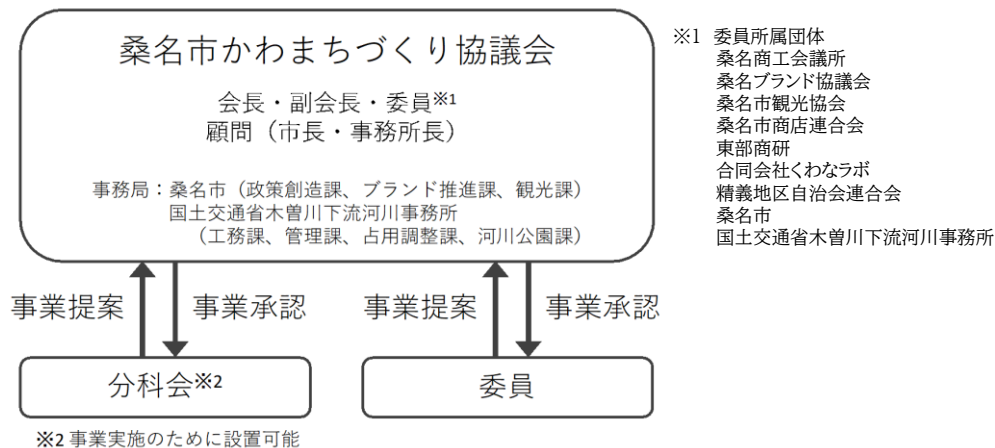 桑名市かわまちづくり協議会
会長・副会長・委員※1
顧問（市長・事務所長）
事務局：桑名市（政策創造課、ブランド推進課、観光課）
国土交通省木曽川下流河川事務所
（工務課、管理課、占用調整課、河川公園課）
※1 委員所属団体
桑名商工会議所
桑名ブランド協議会
桑名市観光協会
桑名市商店連合会
東部商研
合同会社くわなラボ
精義地区自治会連合会
桑名市
国土交通省木曽川下流河川事務所
事業提案
事業承認
事業提案
事業承認
分科会※2
委員
※2 事業実施のために設置可能